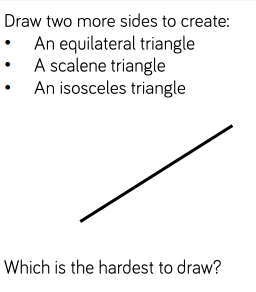 Draw two more sides to create:
• An equilateral triangle
• A scalene triangle
• An isosceles triangle
Which is the hardest to draw?